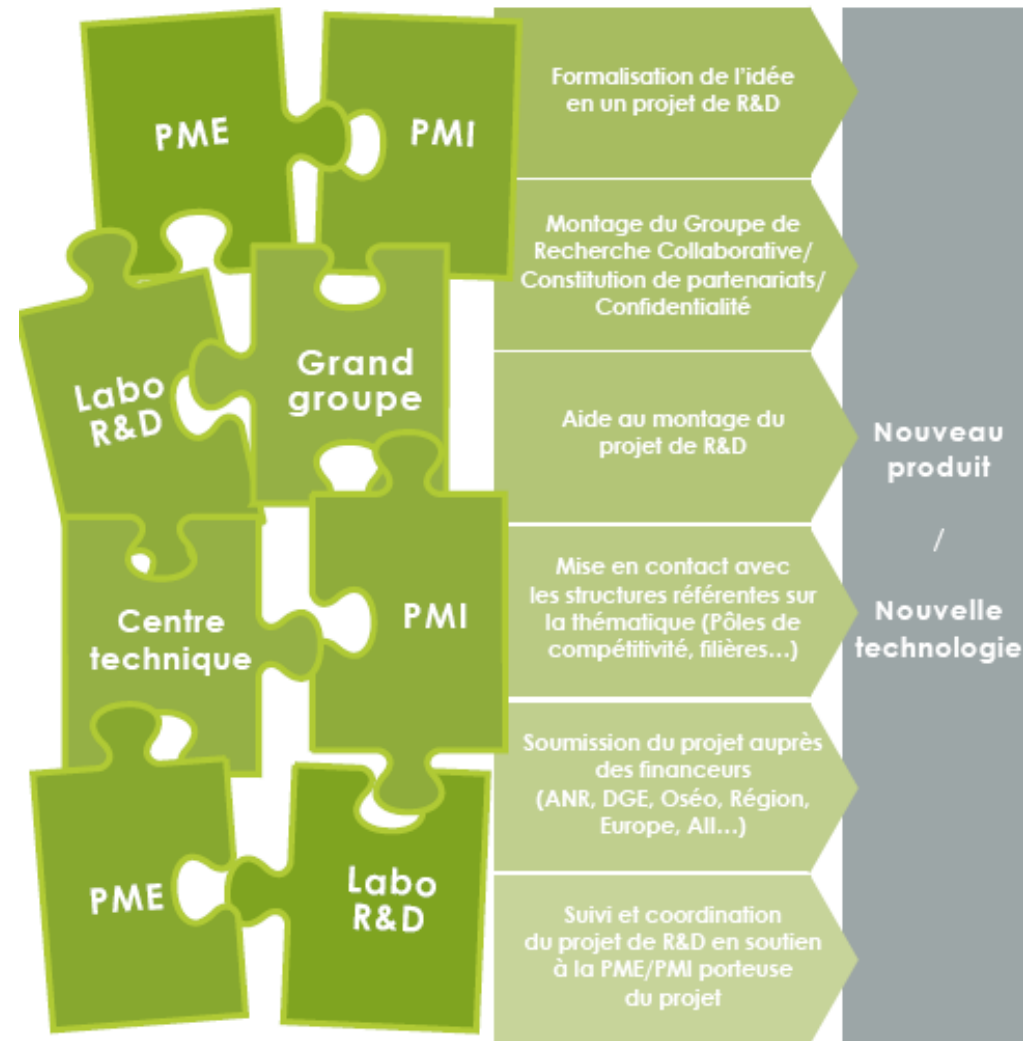 PME
PMI
Labo
R&D
Grand
groupe
Centre
technique
PMI
PME
Labo
R&D
Formalisation de l'idée
en un projet de R&D
Montage du Groupe de
Recherche Collaborative/
Constitution de partenariats/
Confidentialité
Aide au montage du
projet de R&D
Mise en contact avec
les structures référentes sur
la thématique (Pôles de
compétitivité, filières...)
Soumission du projet auprès
des financeurs
(ANR, DGE, Oséo, Région,
Europe, AII...)
Suivi et coordination
du projet de R&D en soutien
à la PME/PMI porteuse
du projet
Nouveau
produit
/
Nouvelle
technologie